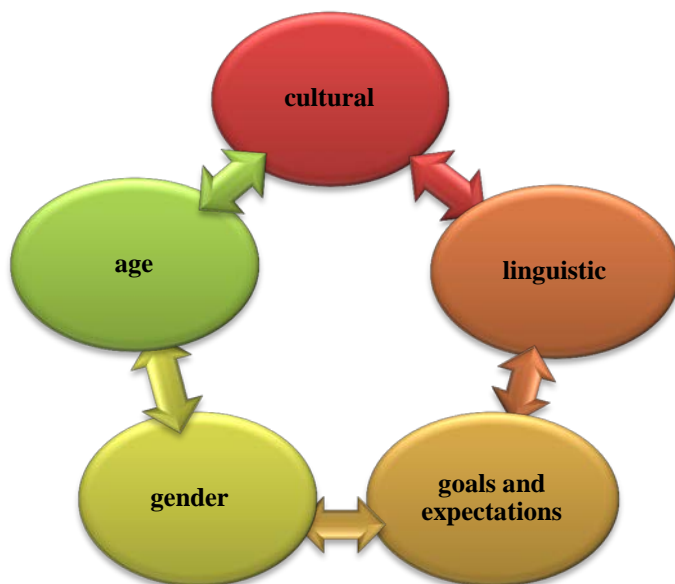 cultural
linguistic
goals and
expectations
gender
age